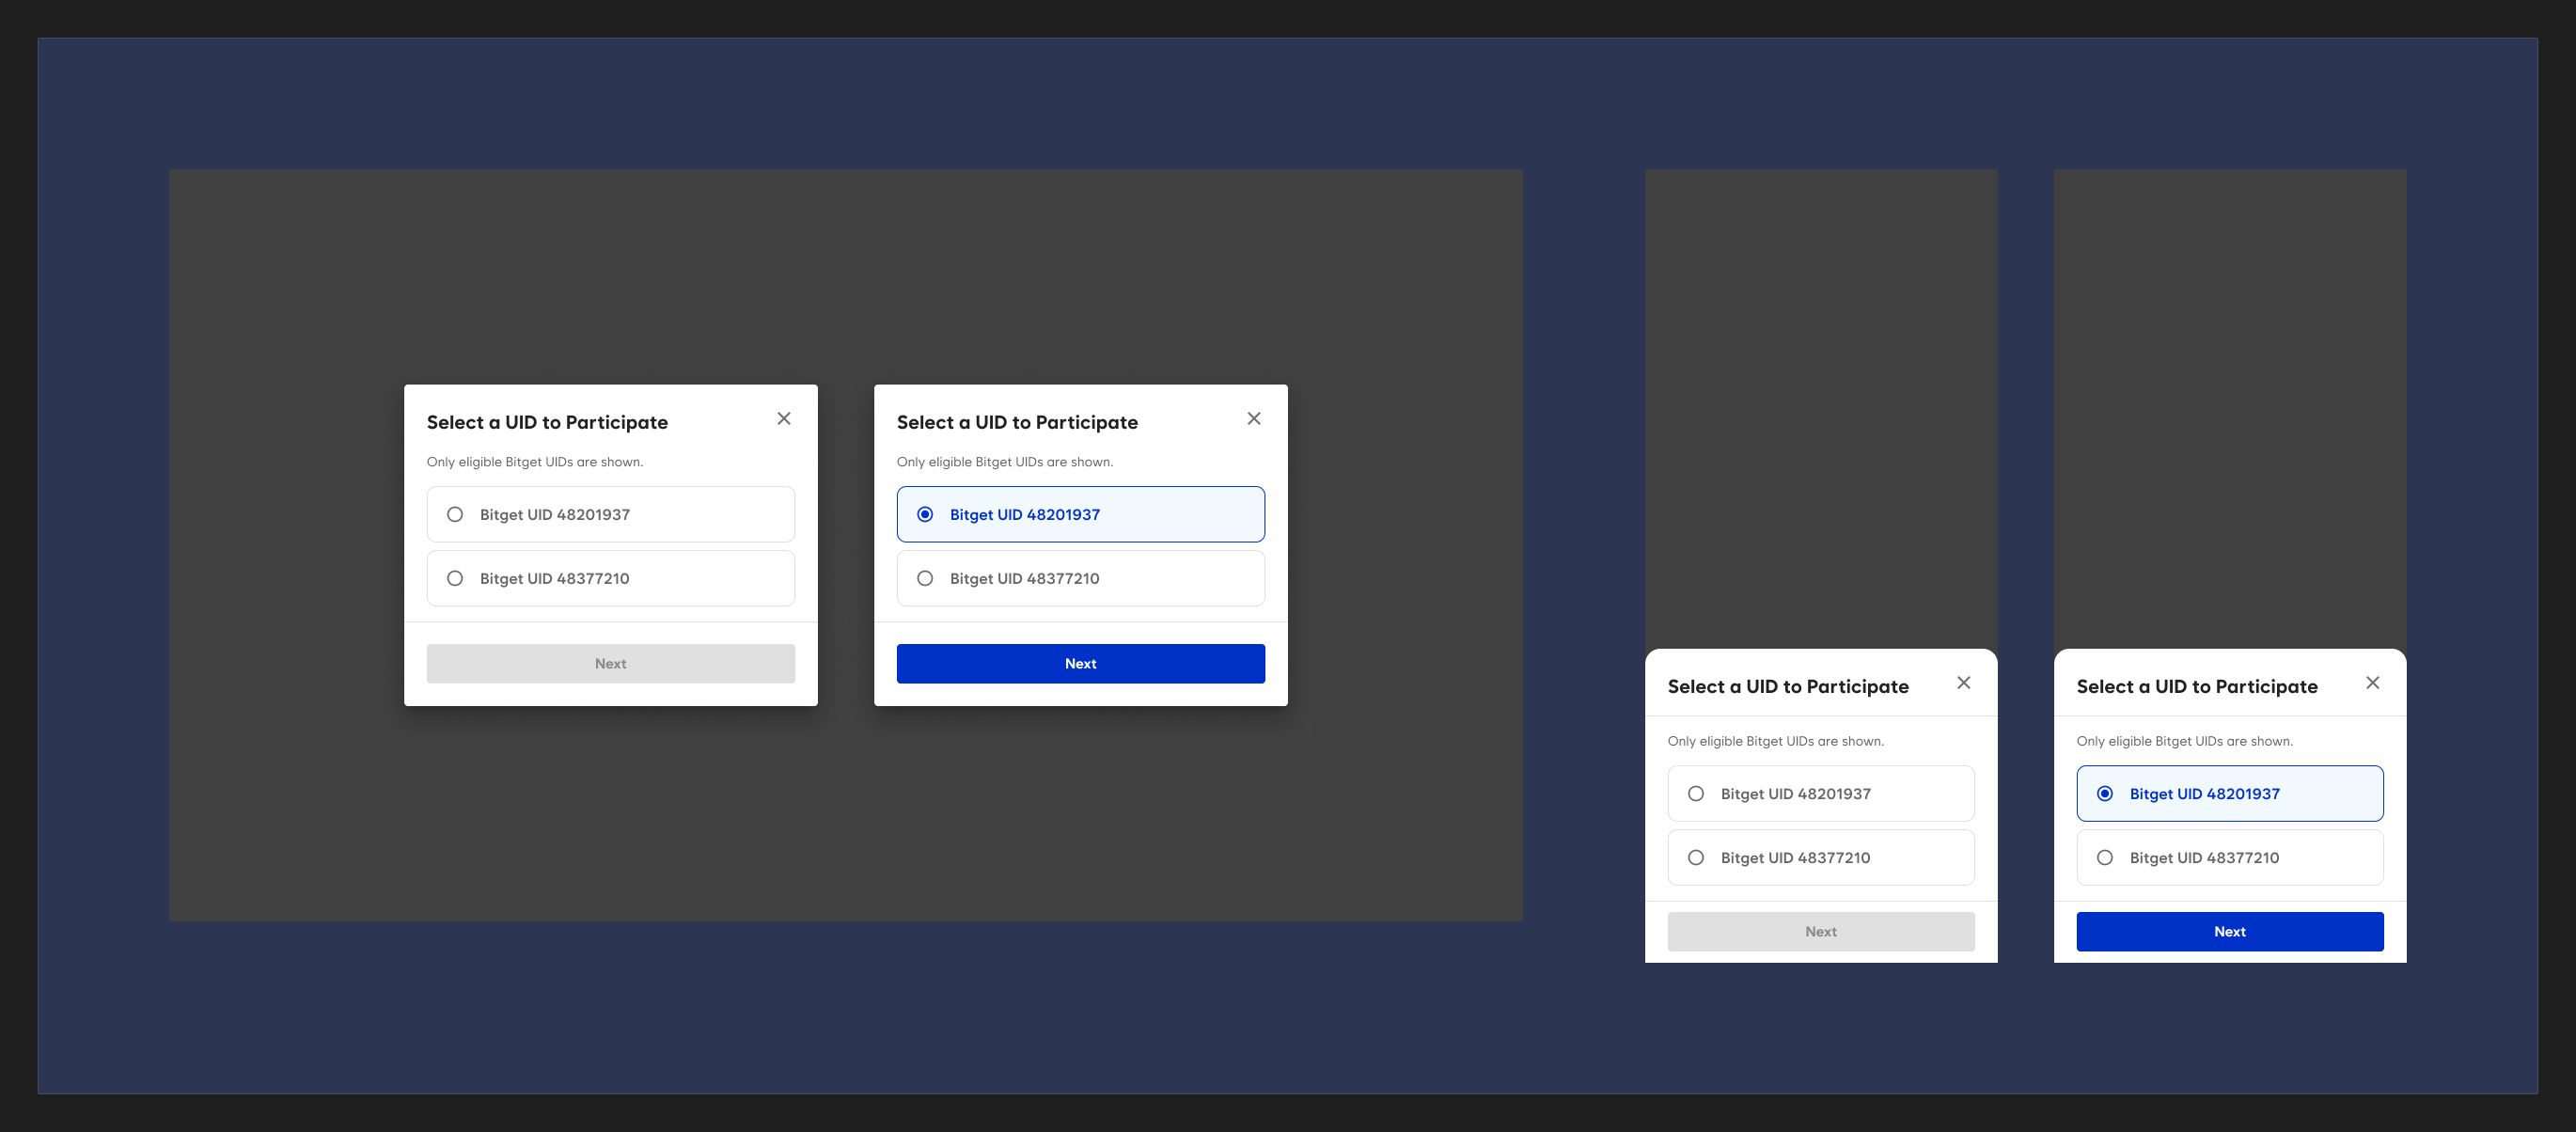 Select a UID to Participate
Only eligible Bitget UIDs are shown.
Bitget UID 48201937
Bitget UID 48377210
Next
Select a UID to Participate
Only eligible Bitget UIDs are shown.
Bitget UID 48201937
Bitget UID 48377210
Next
Select a UID to Participate
Only eligible Bitget UIDs are shown.
Bitget UID 48201937
Bitget UID 48377210
Next
Select a UID to Participate
Only eligible Bitget UIDs are shown.
Bitget UID 48201937
Bitget UID 48377210
Next